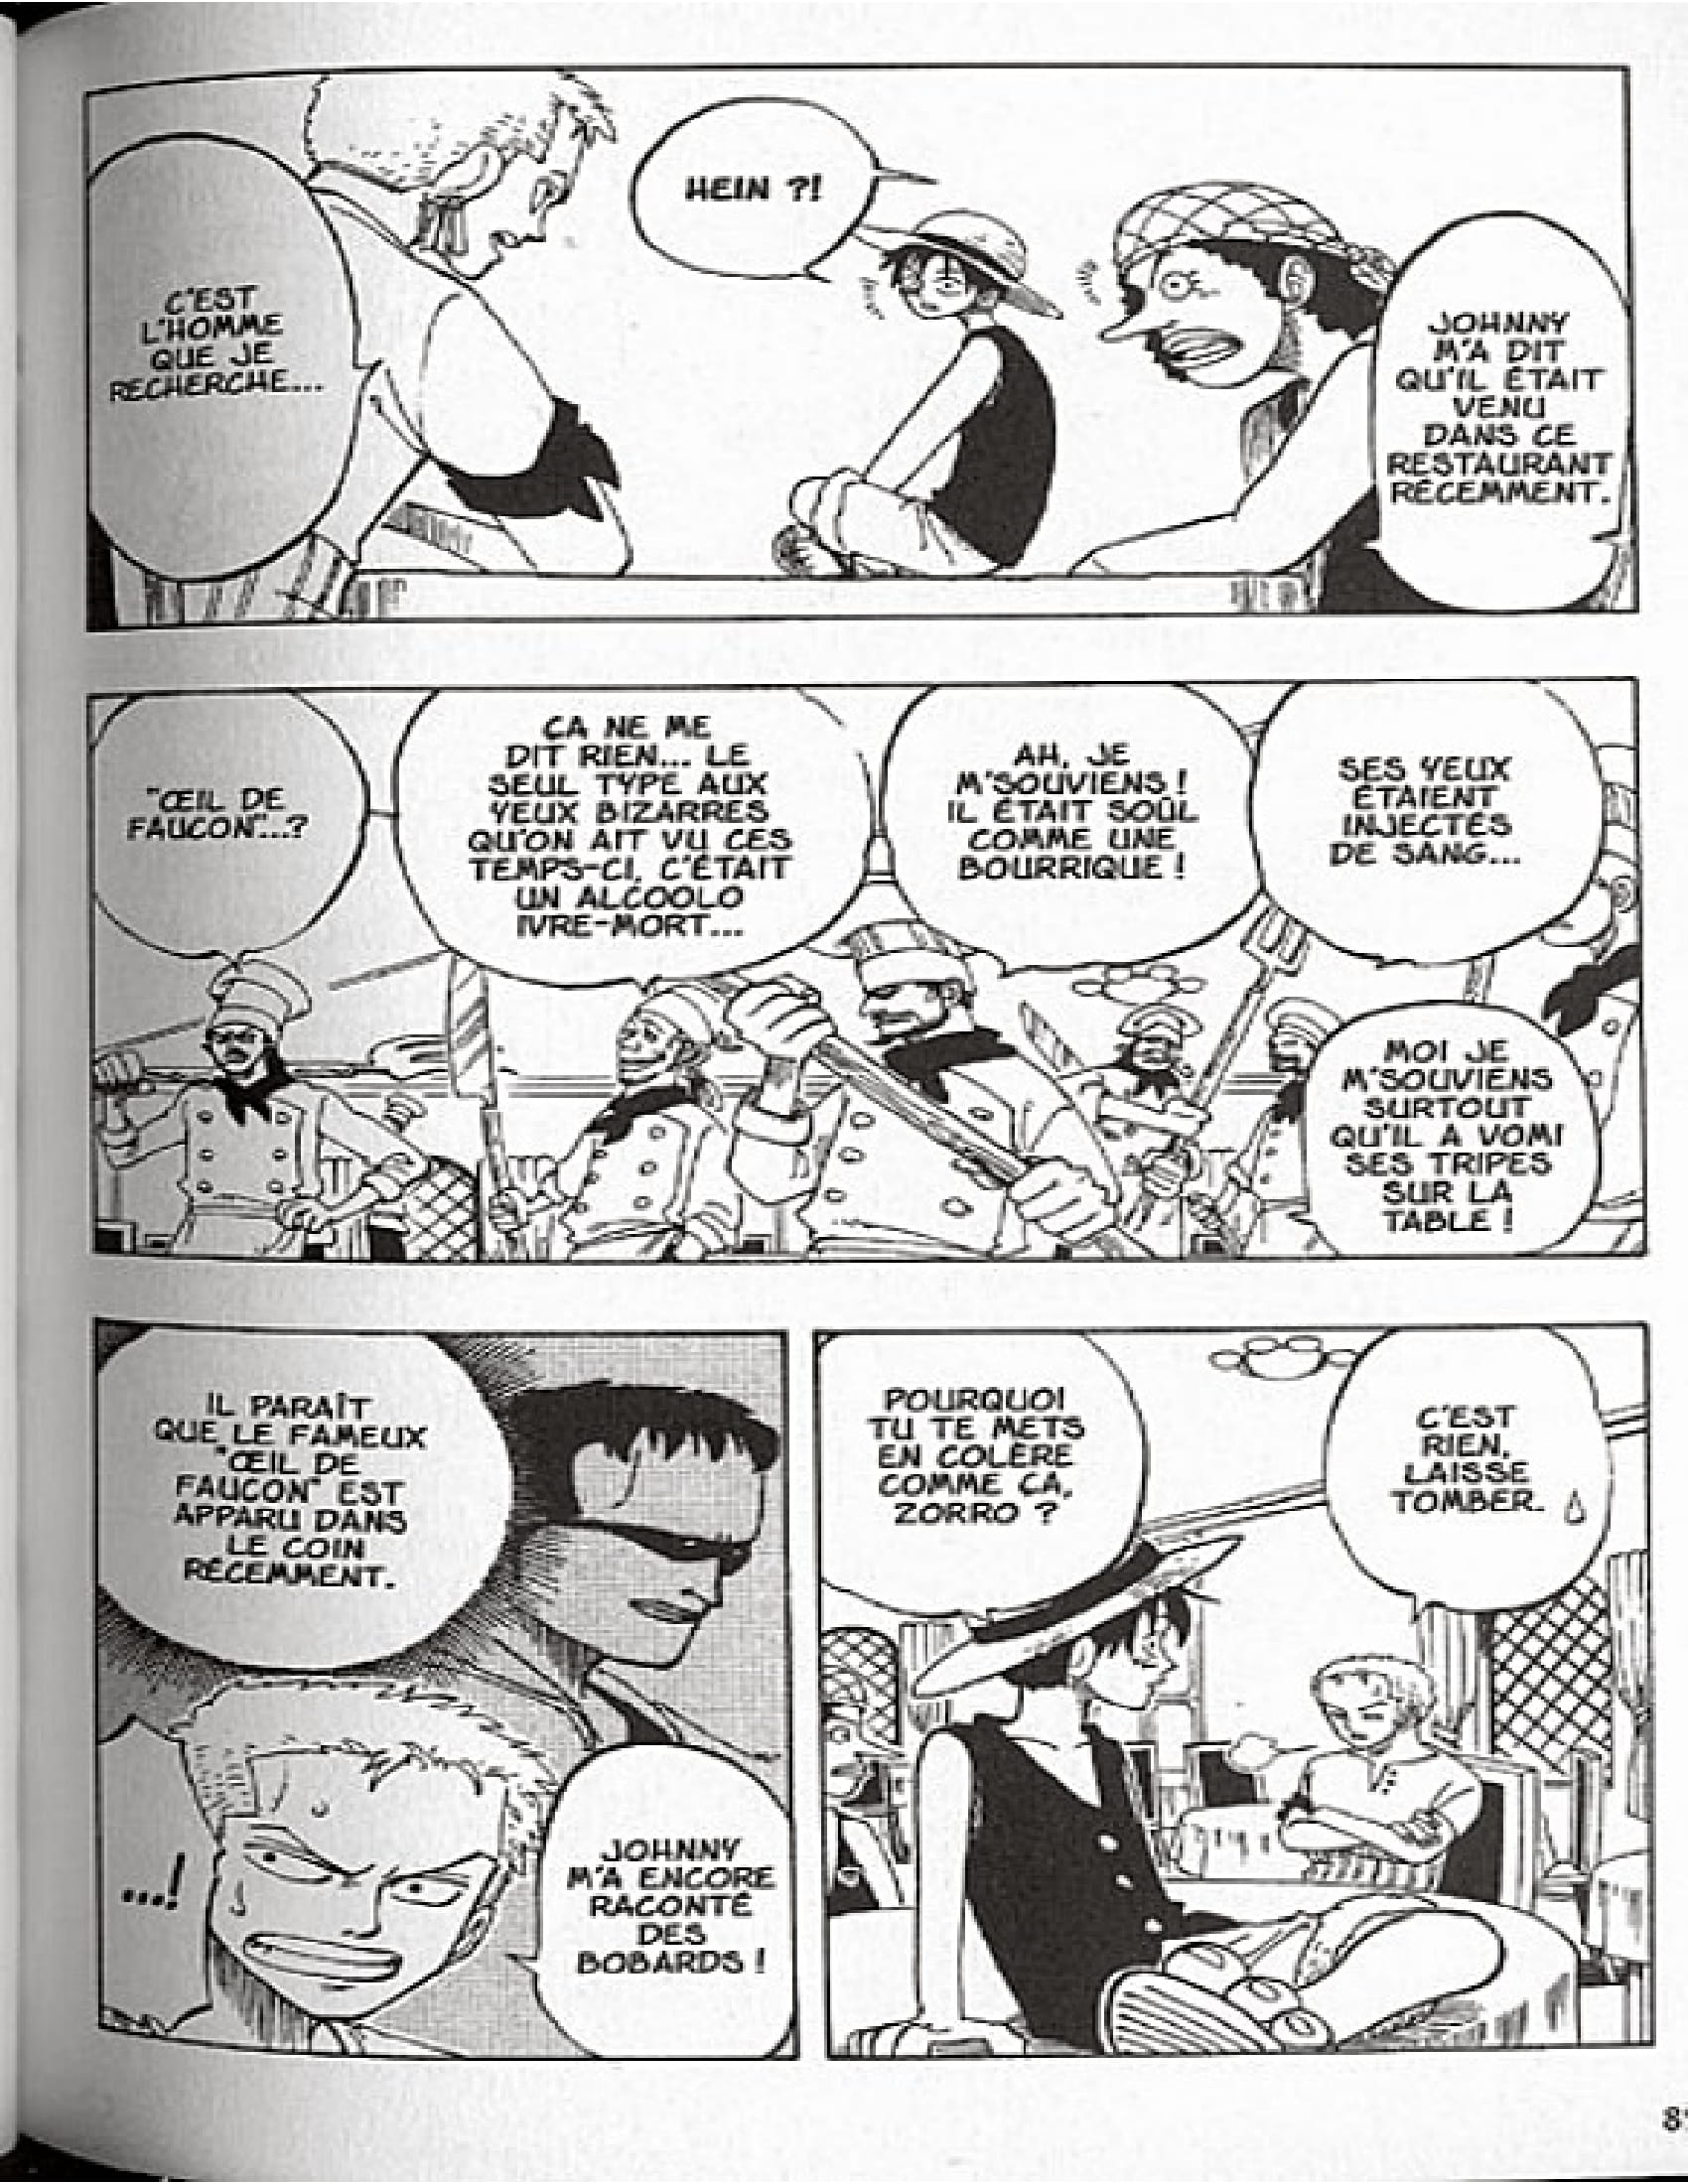 C'EST
L'HOMME
QUE JE
RECHERCHE...
HEIN ?!
JOHNNY
M'A DIT
QU'IL ÉTAIT
VENU
DANS CE
RESTAURANT
RÉCEMMENT.
"ŒIL DE
FAUCON"...?
ÇA NE ME
DIT RIEN... LE
SEUL TYPE AUX
YEUX BIZARRES
QU'ON AIT VU CES
TEMPS-CI, C'ÉTAIT
UN ALCOOLO
IVRE-MORT...
AH, JE
M'SOUVIENS !
IL ÉTAIT SOÛL
COMME UNE
BOURRIQUE !
SES YEUX
ÉTAIENT
INJECTÉS
DE SANG...
MOI JE
M'SOUVIENS
SURTOUT
QU'IL A VOMI
SES TRIPES
SUR LA
TABLE !
IL PARAÎT
QUE LE FAMEUX
"ŒIL DE
FAUCON" EST
APPARU DANS
LE COIN
RÉCEMMENT.
...!
JOHNNY
M'A ENCORE
RACONTÉ
DES
BOBARDS !
POURQUOI
TU TE METS
EN COLÈRE
COMME ÇA,
ZORRO ?
C'EST
RIEN,
LAISSE
TOMBER.